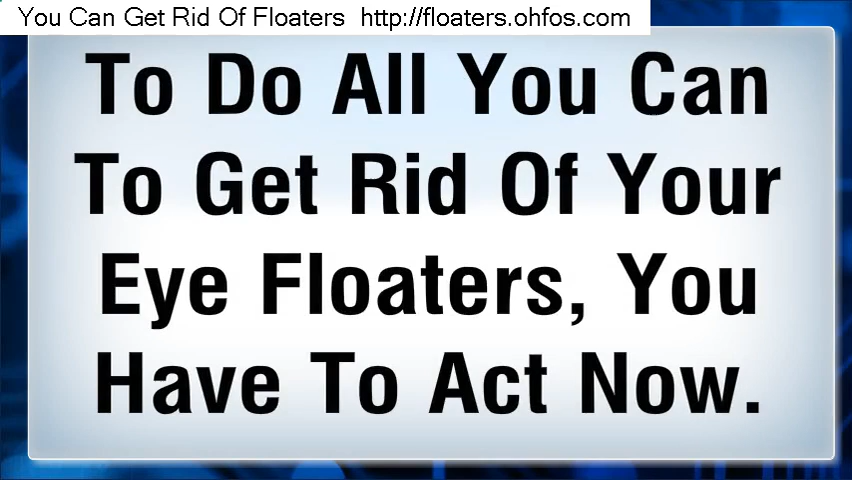 You Can Get Rid Of Floaters  http://floaters.ohfos.com
To Do All You Can
To Get Rid Of Your
Eye Floaters, You
Have To Act Now.